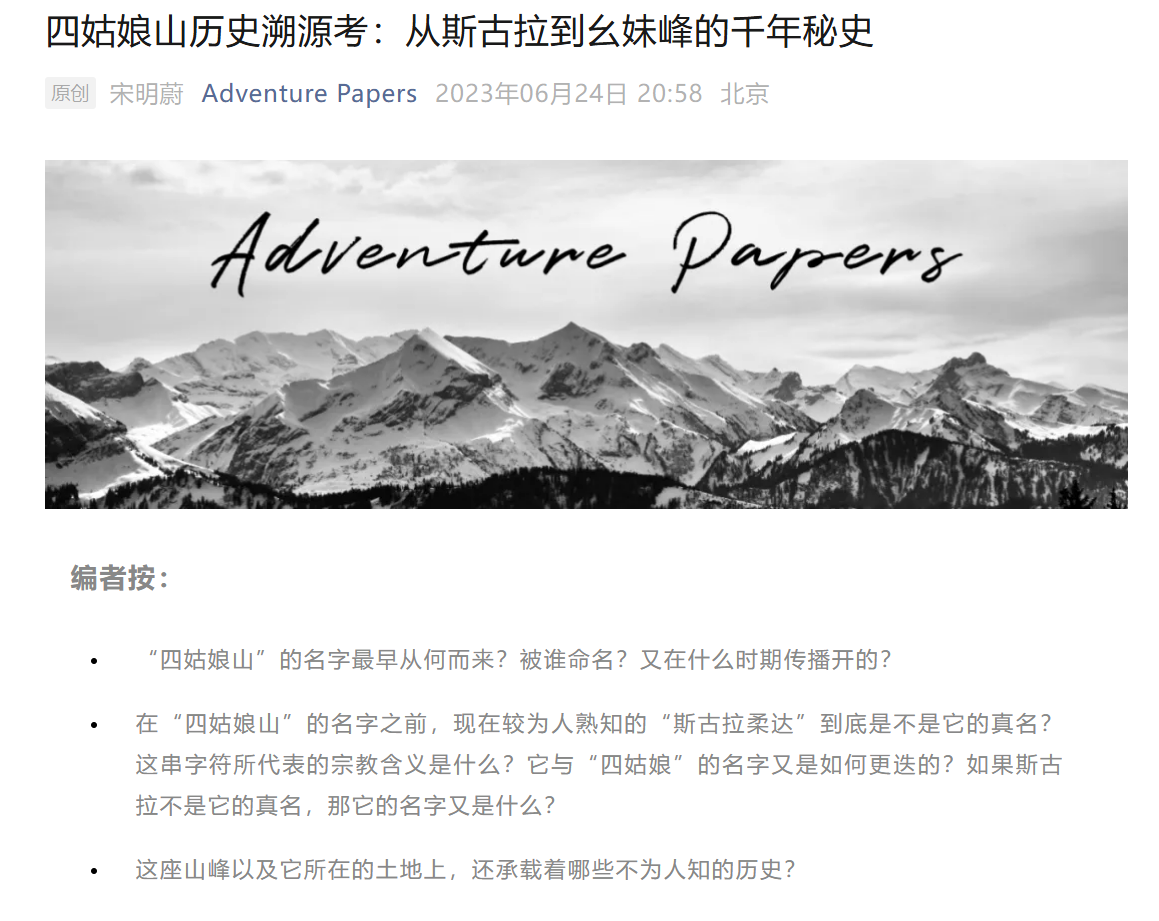 四姑娘山历史溯源考：从斯古拉到幺妹峰的千年秘史
原创 宋明蔚 Adventure Papers 2023年06月24日 20:58 北京
Adventure Papers
编者按：
“四姑娘山”的名字最早从何而来？被谁命名？又在什么时期传播开的？
在“四姑娘山”的名字之前，现在较为人熟知的“斯古拉柔达”到底是不是它的真名？
这串字符所代表的宗教含义是什么？它与“四姑娘”的名字又是如何更迭的？如果斯古
拉不是它的真名，那它的名字又是什么？
这座山峰以及它所在的土地上，还承载着哪些不为人知的历史？